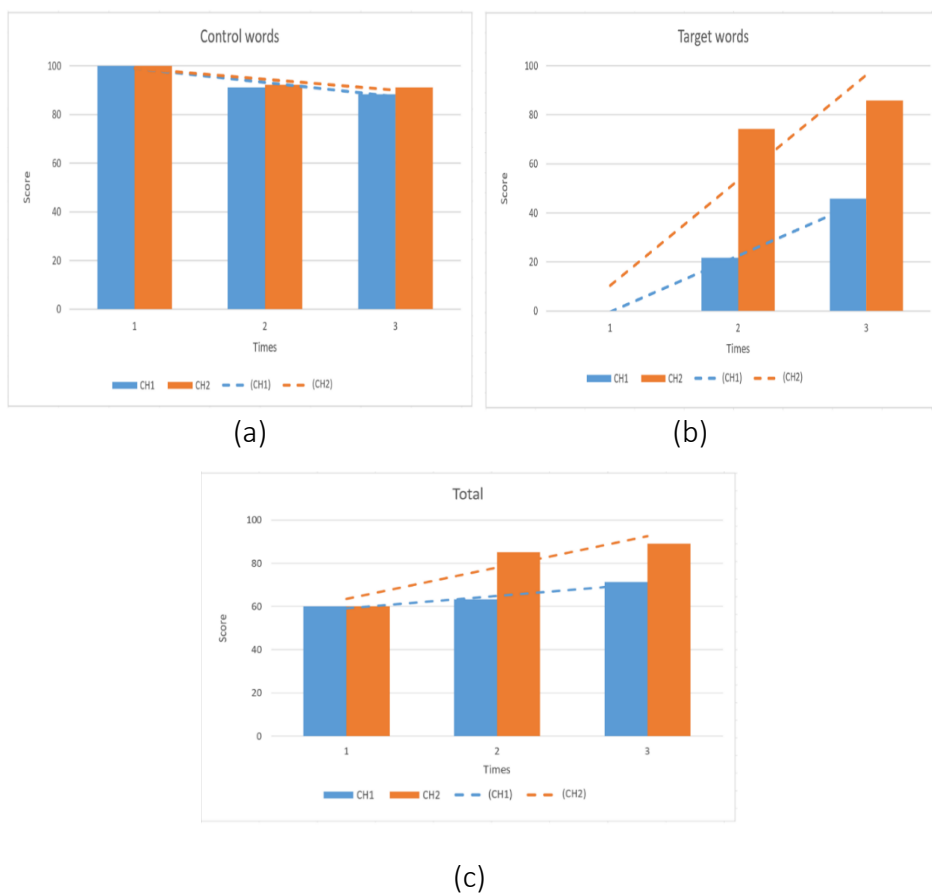 Control words
100
80
60
40
20
0
Score
1 2 3
Times
CH1 CH2 (CH1) (CH2)
(a)
Target words
100
80
60
40
20
0
Score
1 2 3
Times
CH1 CH2 (CH1) (CH2)
(b)
Total
100
80
60
40
20
0
Score
1 2 3
Times
CH1 CH2 (CH1) (CH2)
(c)